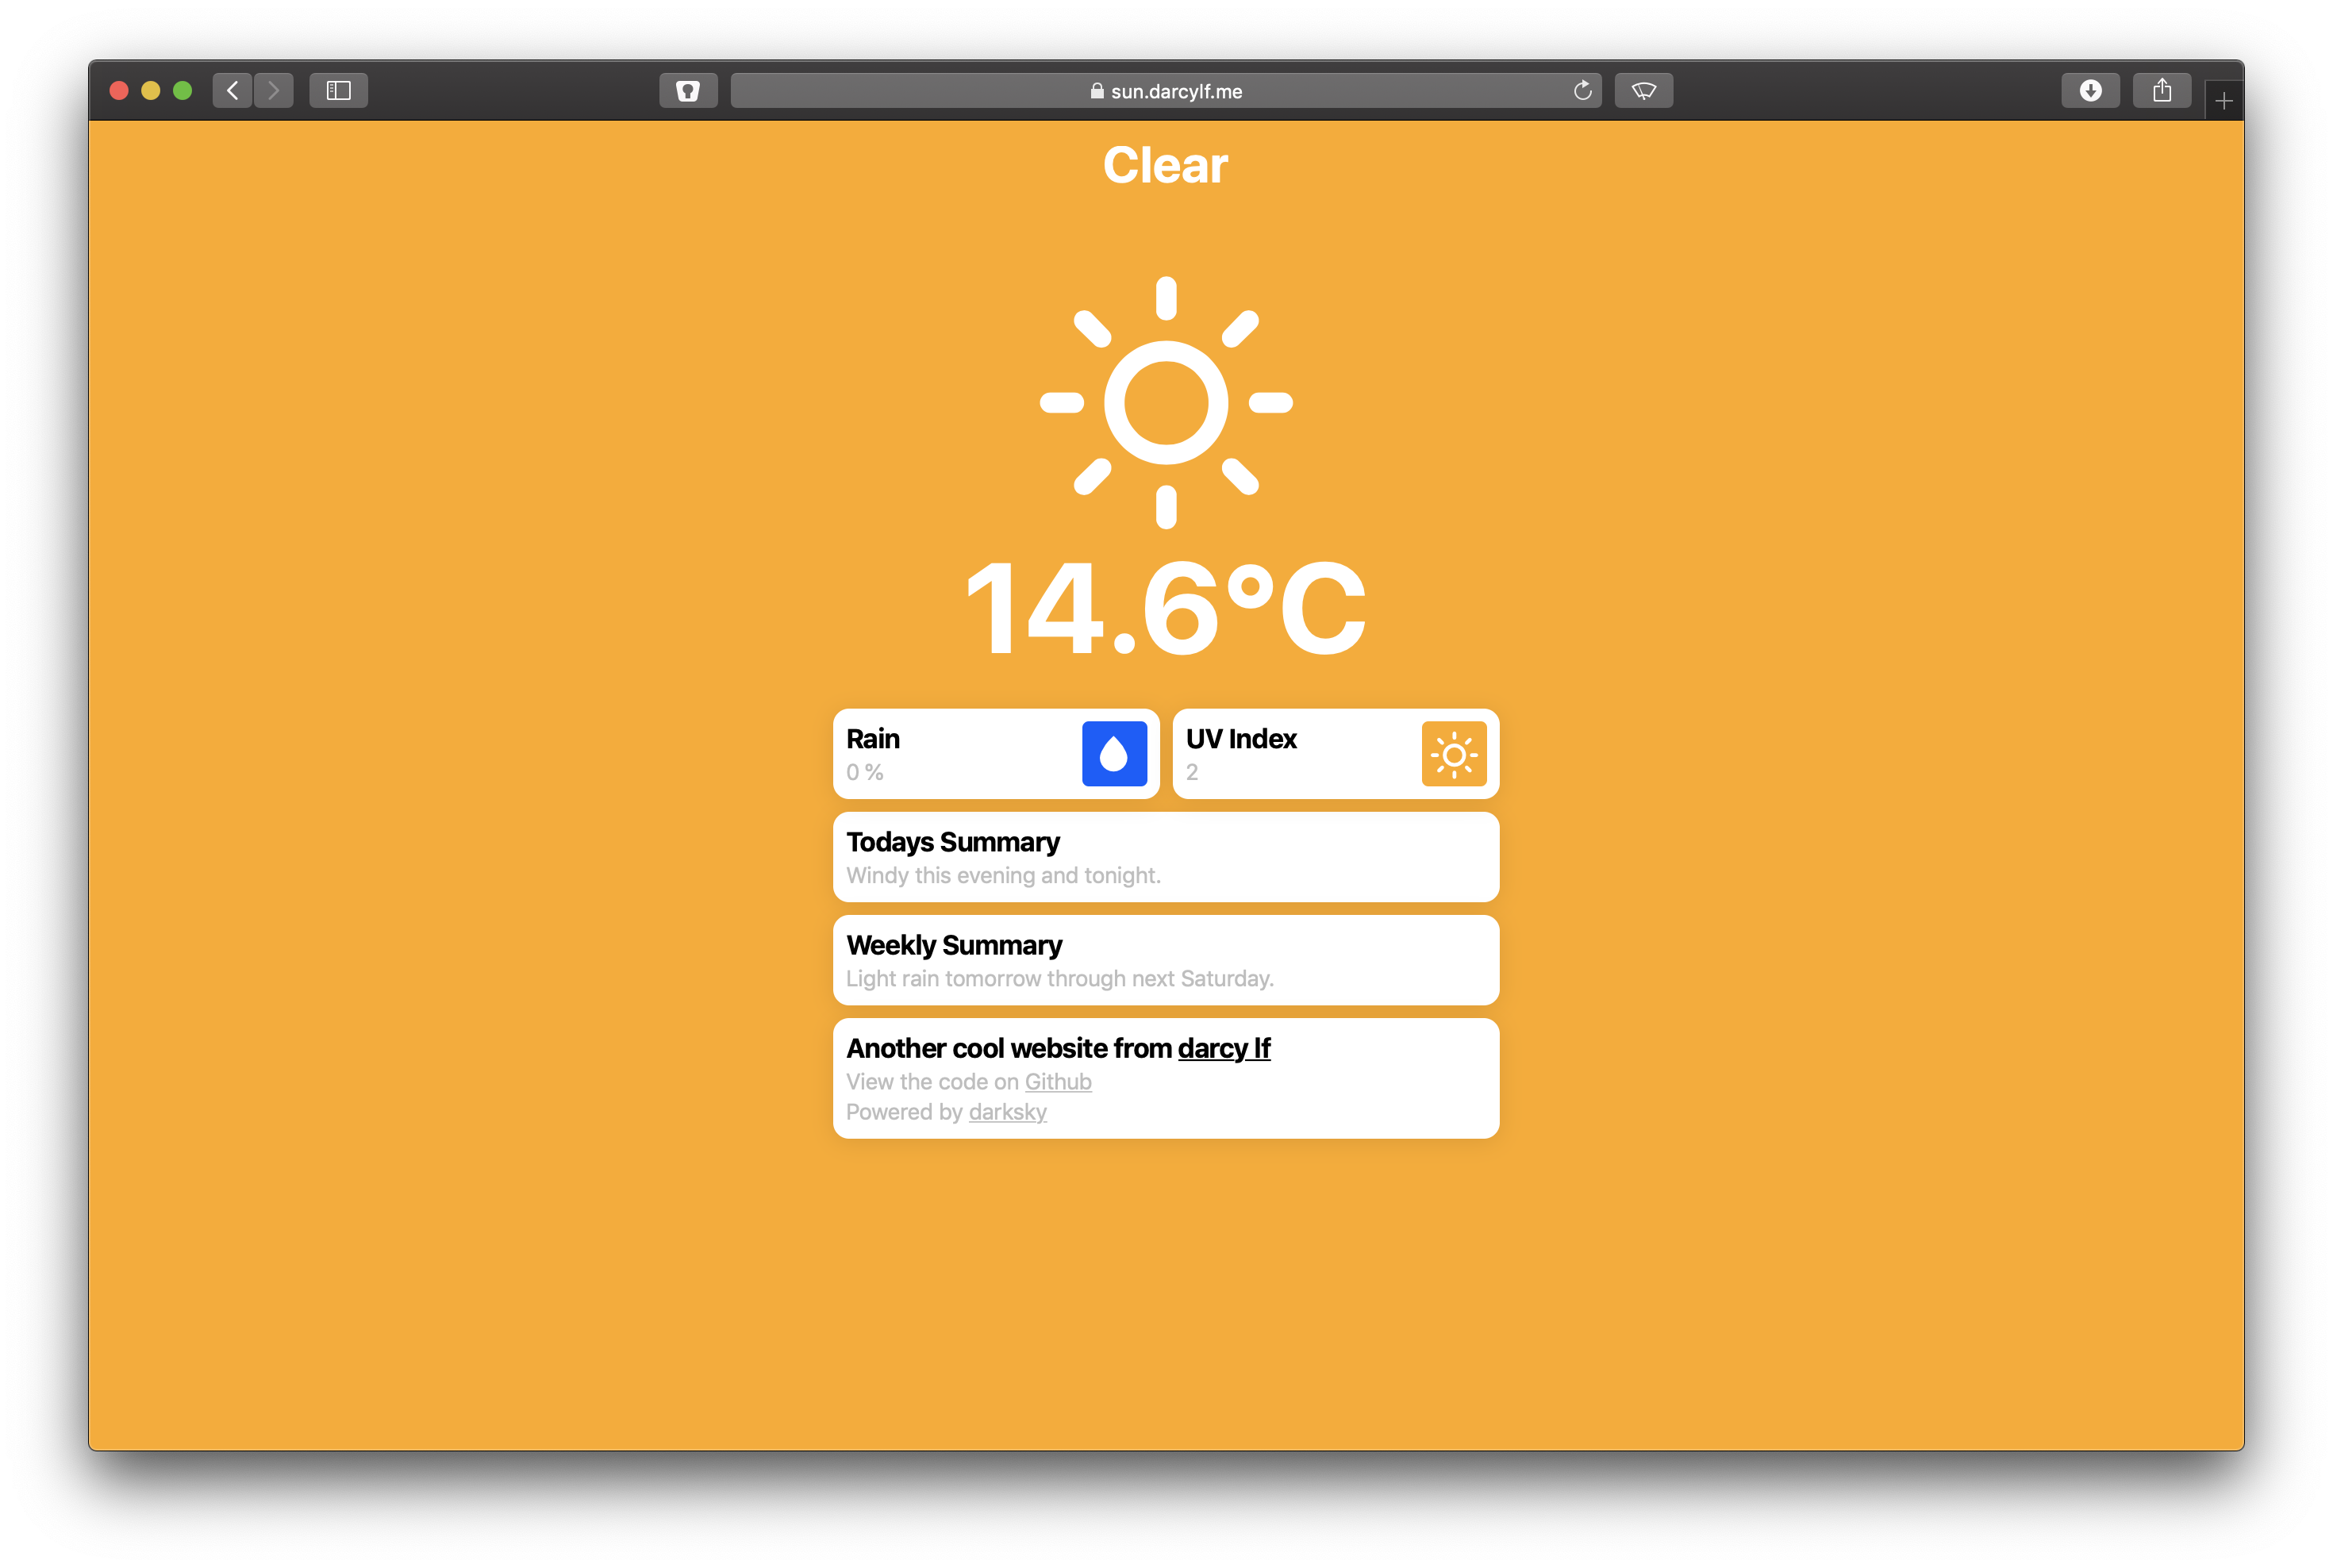 sun.darcylf.me
Clear
14.6°C
Rain
0 %
UV Index
2
Todays Summary
Windy this evening and tonight.
Weekly Summary
Light rain tomorrow through next Saturday.
Another cool website from darcy lf
View the code on Github
Powered by darksky